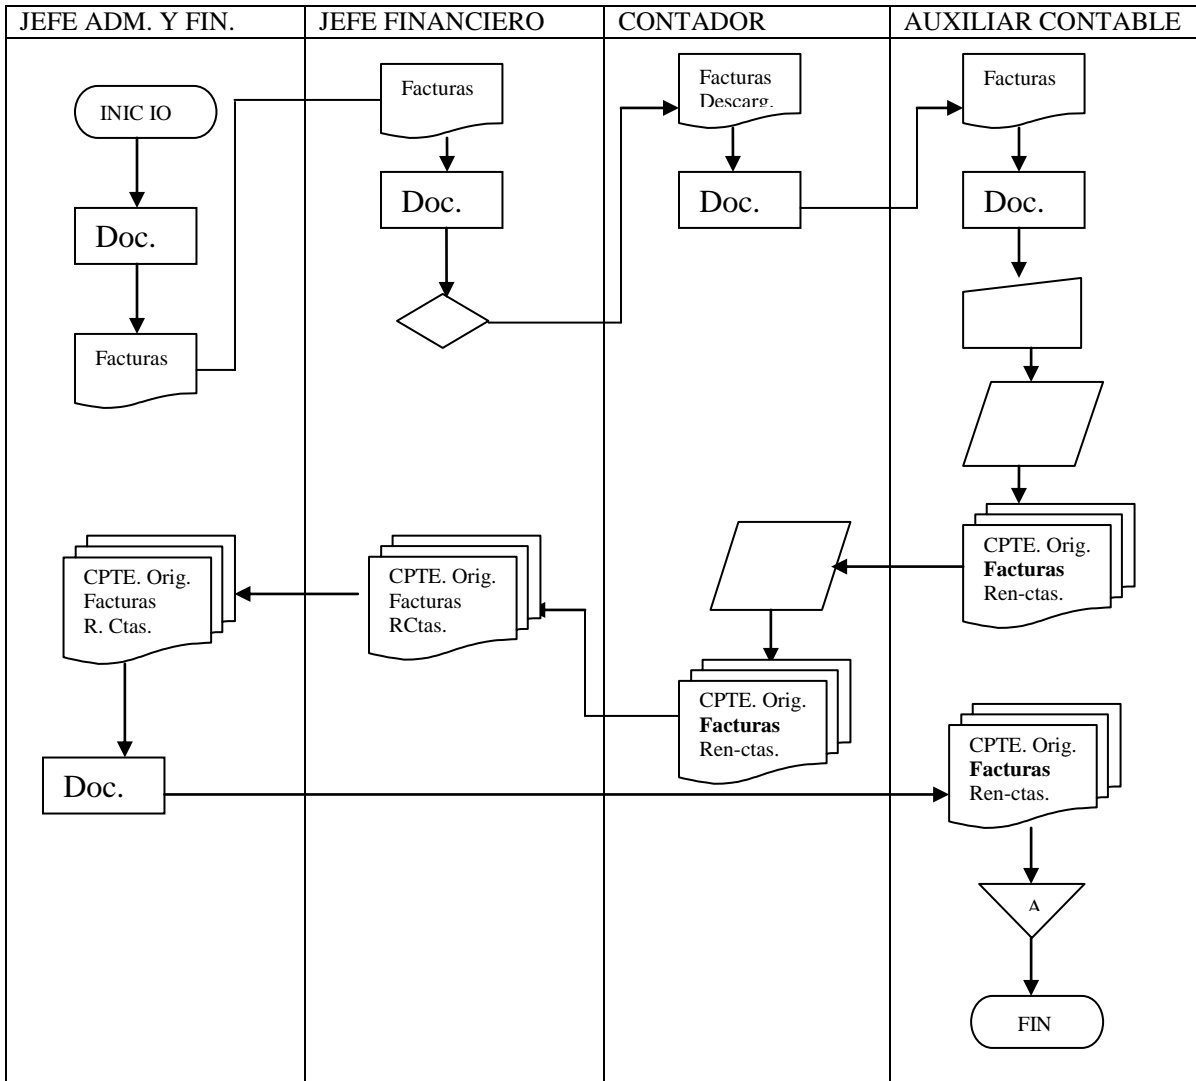 JEFE ADM. Y FIN.
JEFE FINANCIERO
CONTADOR
AUXILIAR CONTABLE
INIC IO
Doc.
Facturas
Facturas
Doc.
Facturas
Descarg.
Doc.
Facturas
Doc.
CPTE. Orig.
Facturas
R. Ctas.
Doc.
CPTE. Orig.
Facturas
RCtas.
CPTE. Orig.
Facturas
Ren-ctas.
CPTE. Orig.
Facturas
Ren-ctas.
CPTE. Orig.
Facturas
Ren-ctas.
A
FIN